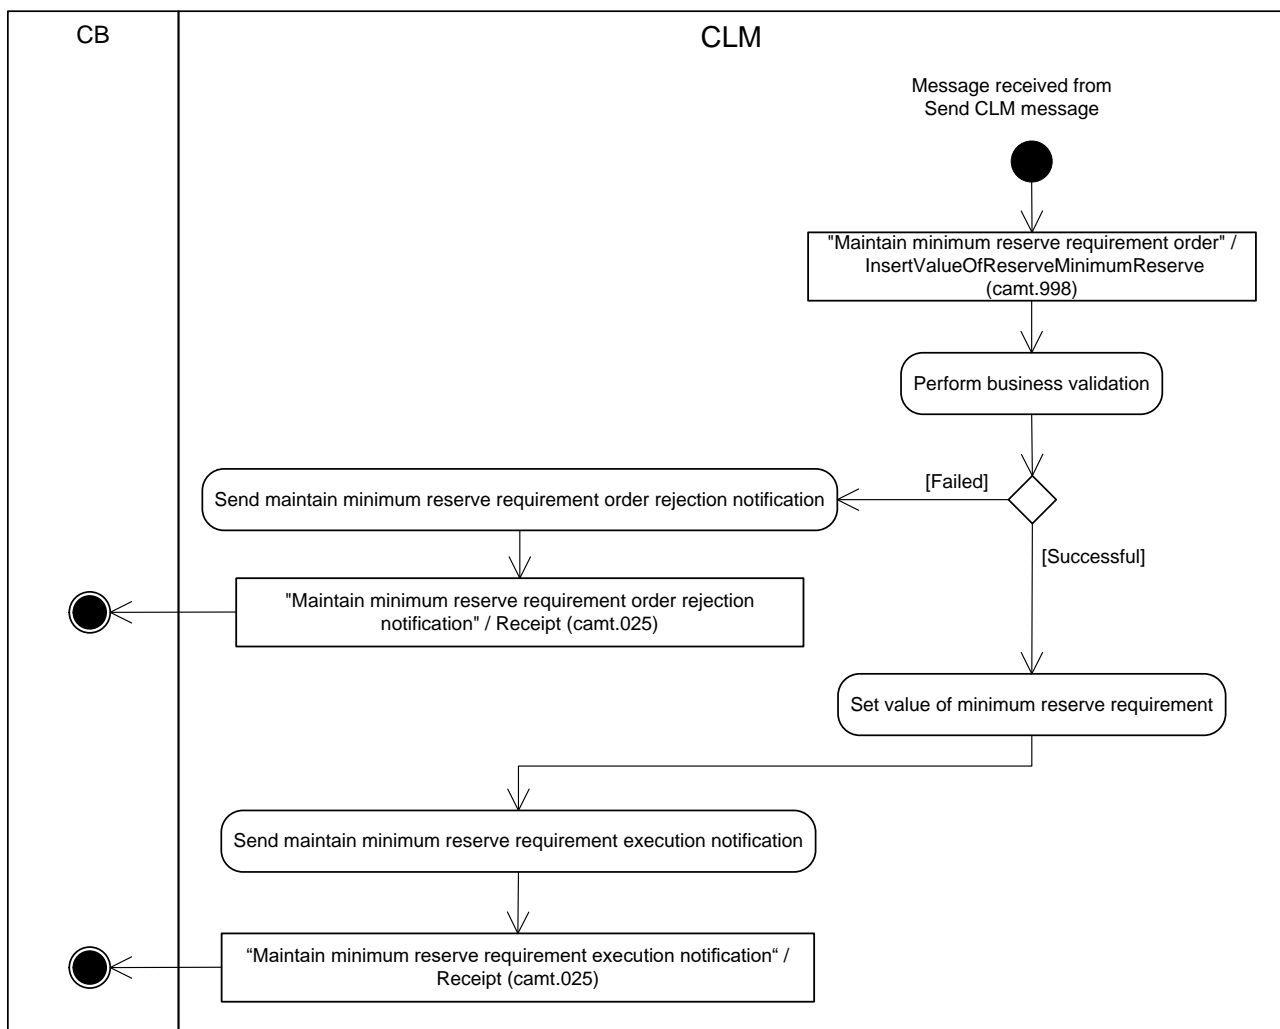 CB
CLM
Message received from
Send CLM message
"Maintain minimum reserve requirement order" /
InsertValueOfReserveMinimumReserve
(camt.998)
Perform business validation
[Failed]
Send maintain minimum reserve requirement order rejection notification
[Successful]
"Maintain minimum reserve requirement order rejection
notification" / Receipt (camt.025)
Set value of minimum reserve requirement
Send maintain minimum reserve requirement execution notification
“Maintain minimum reserve requirement execution notification“ /
Receipt (camt.025)